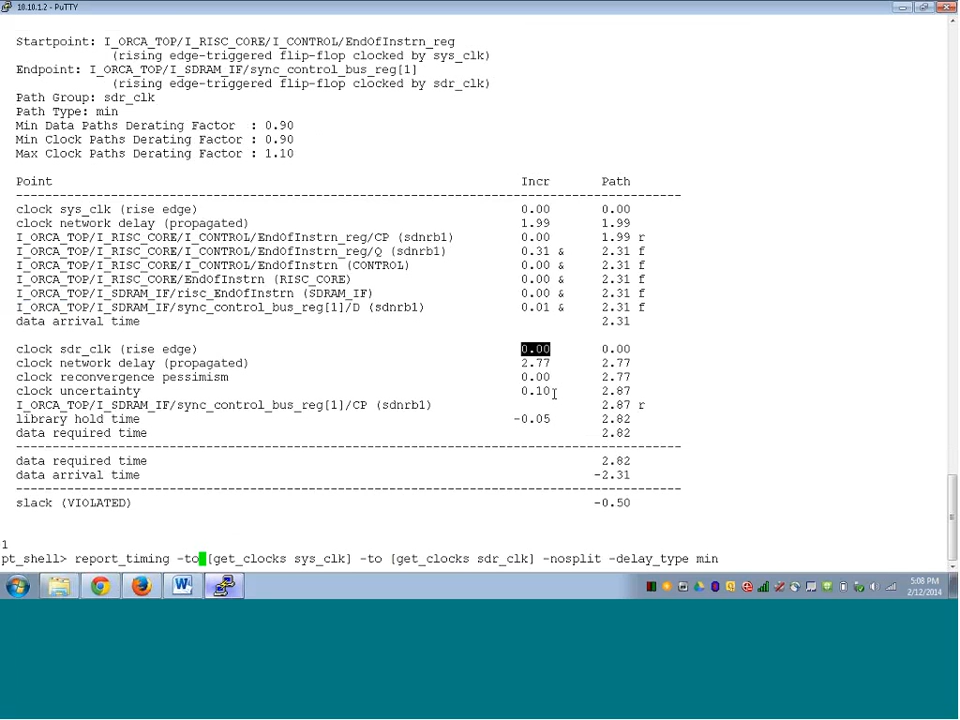 10.10.1.2 - PuTTY
Startpoint: I_ORCA_TOP/I_RISC_CORE/I_CONTROL/EndOfInstrn_reg
(rising edge-triggered flip-flop clocked by sys_clk)
Endpoint: I_ORCA_TOP/I_SDRAM_IF/sync_control_bus_reg[1]
(rising edge-triggered flip-flop clocked by sdr_clk)
Path Group: sdr_clk
Path Type: min
Min Data Paths Derating Factor  : 0.90
Min Clock Paths Derating Factor : 0.90
Max Clock Paths Derating Factor : 1.10
Point Incr Path
---------------------------------------------------------------------------
clock sys_clk (rise edge) 0.00 0.00
clock network delay (propagated) 1.99 1.99
I_ORCA_TOP/I_RISC_CORE/I_CONTROL/EndOfInstrn_reg/CP (sdnrb1) 0.00 1.99 r
I_ORCA_TOP/I_RISC_CORE/I_CONTROL/EndOfInstrn_reg/Q (sdnrb1) 0.31 & 2.31 f
I_ORCA_TOP/I_RISC_CORE/I_CONTROL/EndOfInstrn (CONTROL) 0.00 & 2.31 f
I_ORCA_TOP/I_RISC_CORE/EndOfInstrn (RISC_CORE) 0.00 & 2.31 f
I_ORCA_TOP/I_SDRAM_IF/risc_EndOfInstrn (SDRAM_IF) 0.00 & 2.31 f
I_ORCA_TOP/I_SDRAM_IF/sync_control_bus_reg[1]/D (sdnrb1) 0.01 & 2.31 f
data arrival time 2.31
clock sdr_clk (rise edge) 0.00 0.00
clock network delay (propagated) 2.77 2.77
clock reconvergence pessimism 0.00 2.77
clock uncertainty 0.10 2.87
I_ORCA_TOP/I_SDRAM_IF/sync_control_bus_reg[1]/CP (sdnrb1) 2.87 r
library hold time -0.05 2.82
data required time 2.82
---------------------------------------------------------------------------
data required time 2.82
data arrival time -2.31
---------------------------------------------------------------------------
slack (VIOLATED) -0.50
1
pt_shell> report_timing -to [get_clocks sys_clk] -to [get_clocks sdr_clk] -nosplit -delay_type min
5:08 PM
2/12/2014